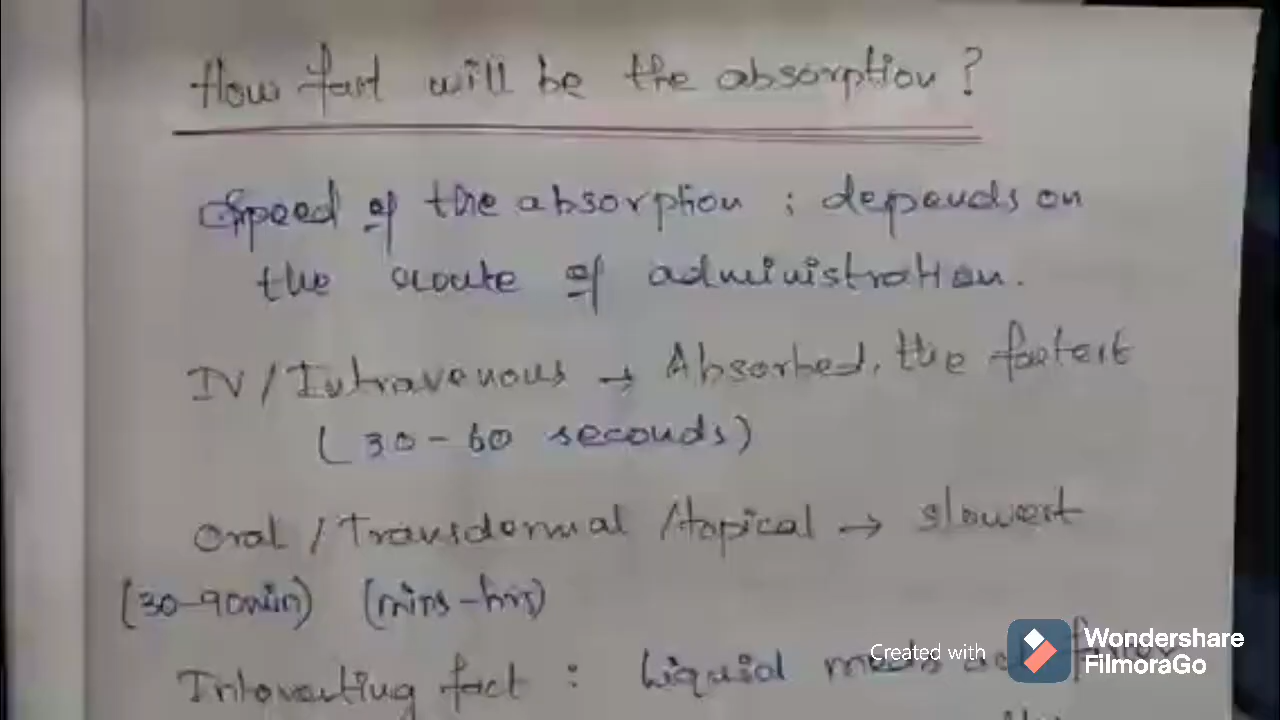 How fast will be the absorption ?
Speed of the absorption : depends on
the route of administration.
IV / Intravenous → Absorbed, the fastest
(30-60 seconds)
Oral / Transdermal / topical → slowest
(30-90min) (mins-hrs)
Interesting fact : Liquid meds act
Created with Wondershare FilmoraGo